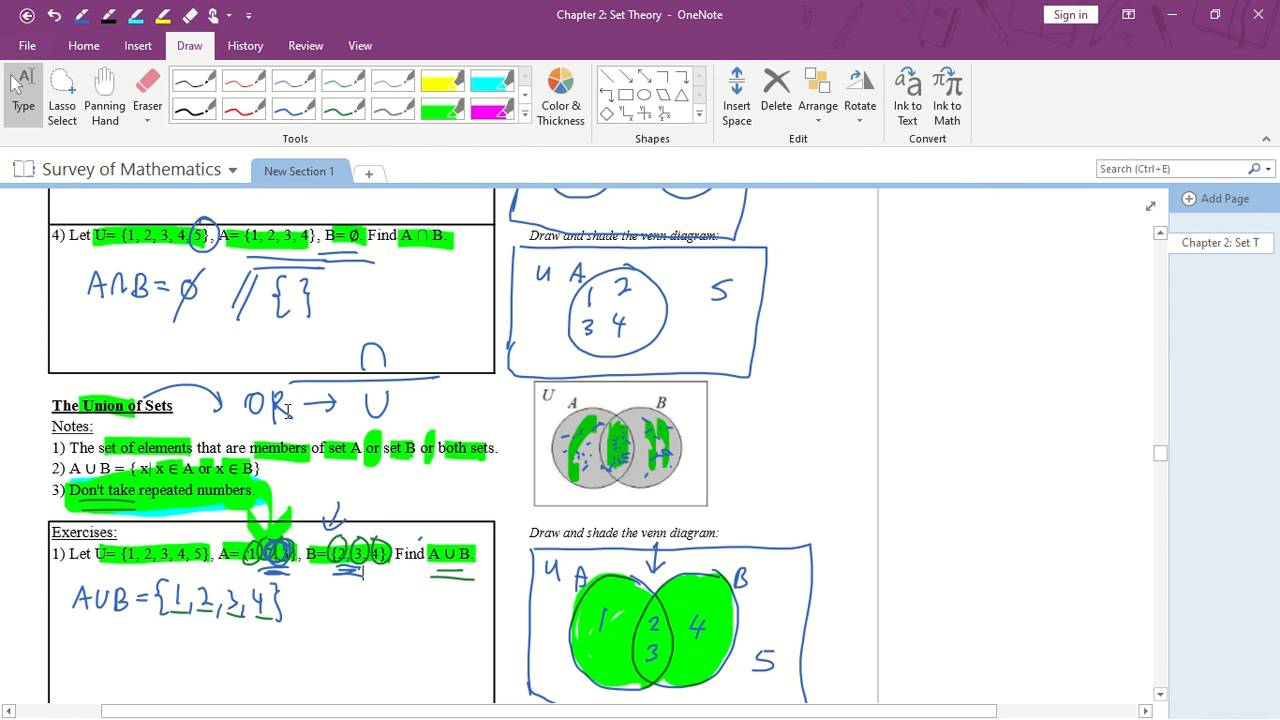 Chapter 2: Set Theory - OneNote
Sign in
File Home Insert Draw History Review View
Type
Lasso Select
Panning Hand
Eraser
Color & Thickness
Insert Space
Delete
Arrange
Rotate
Ink to Text
Ink to Math
Tools
Shapes
Edit
Convert
Survey of Mathematics
New Section 1
Search (Ctrl+E)
Add Page
Chapter 2: Set T
4) Let U= {1, 2, 3, 4, 5}, A= {1, 2, 3, 4}, B= ∅. Find A ∩ B.
Draw and shade the venn diagram:
A∩B = ∅ // { }
U A
1 2
3 4
5
∩
The Union of Sets
OR → U
Notes:
1) The set of elements that are members of set A or set B or both sets.
2) A ∪ B = { x| x ∈ A or x ∈ B}
3) Don't take repeated numbers.
U
A B
Exercises:
Draw and shade the venn diagram:
1) Let U= {1, 2, 3, 4, 5}, A= {1, 2, 3}, B= {2, 3, 4}. Find A ∪ B.
A∪B = {1, 2, 3, 4}
U A B
1 2 4
3
5